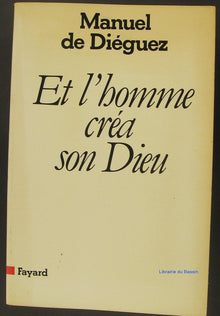 Manuel
de Diéguez
Et l'homme
créa
son Dieu
Fayard
Librairie du Bassin